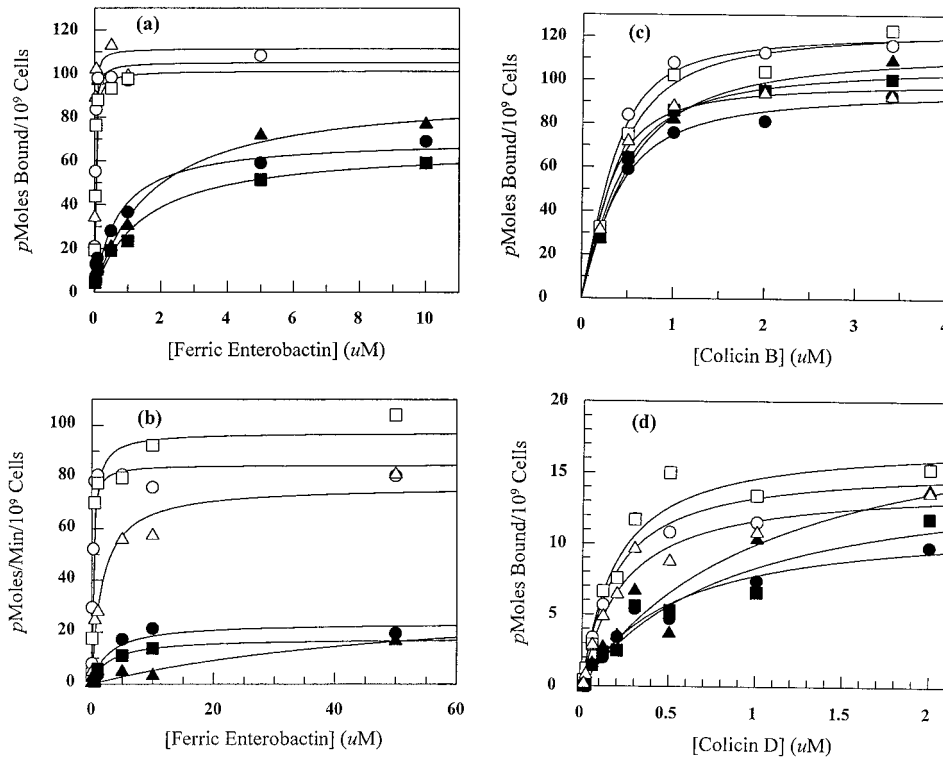 (a)
120
100
80
60
40
20
0
0 2 4 6 8 10
pMoles Bound/10⁹ Cells
[Ferric Enterobactin] (uM)
(c)
120
100
80
60
40
20
0
0 1 2 3 4
pMoles Bound/10⁹ Cells
[Colicin B] (uM)
(b)
100
80
60
40
20
0
0 20 40 60
pMoles/Min/10⁹ Cells
[Ferric Enterobactin] (uM)
(d)
20
15
10
5
0
0 0.5 1 2
pMoles Bound/10⁹ Cells
[Colicin D] (uM)